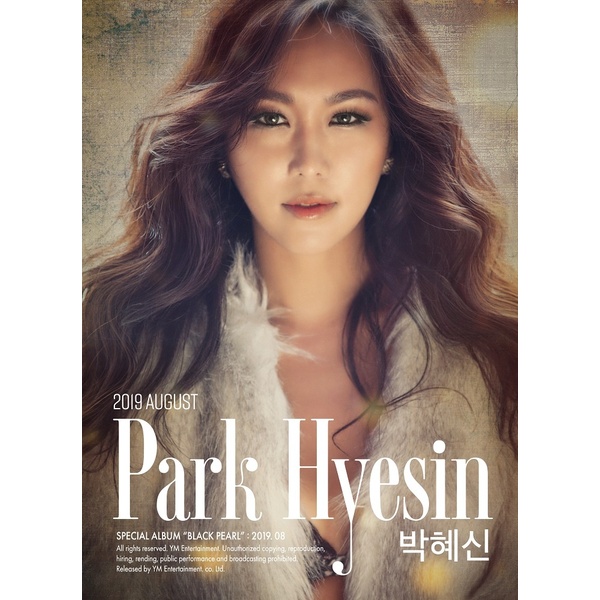 2019 AUGUST
Park Hyesin
SPECIAL ALBUM "BLACK PEARL" : 2019. 08
박혜신
All rights reserved. YM Entertainment. Unauthorized copying, reproduction,
hiring, rending, public performance and broadcasting prohibited.
Released by YM Entertainment. co. Ltd.